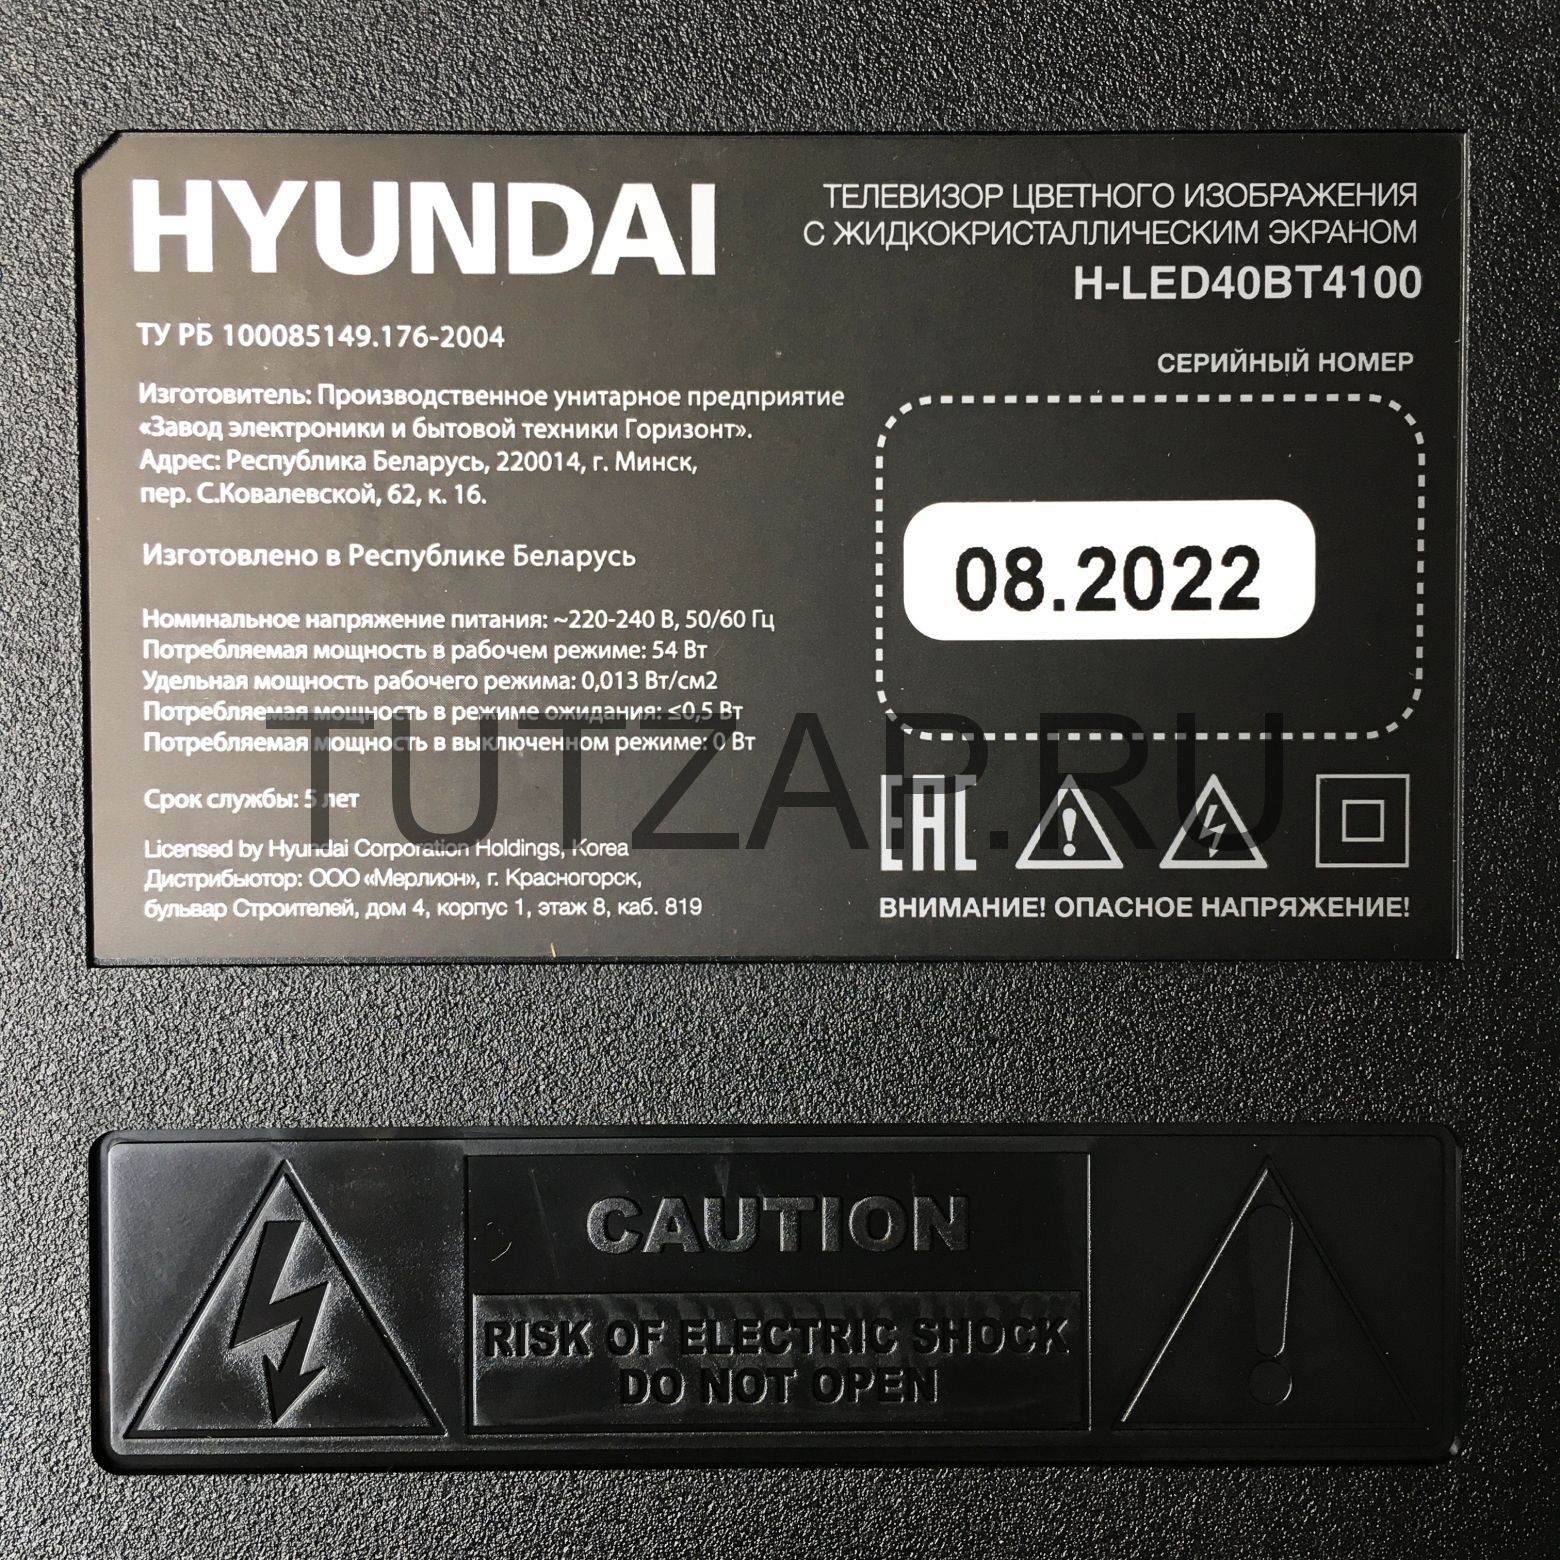 HYUNDAI
ТЕЛЕВИЗОР ЦВЕТНОГО ИЗОБРАЖЕНИЯ
С ЖИДКОКРИСТАЛЛИЧЕСКИМ ЭКРАНОМ
H-LED40BT4100
ТУ РБ 100085149.176-2004
Изготовитель: Производственное унитарное предприятие
«Завод электроники и бытовой техники Горизонт».
Адрес: Республика Беларусь, 220014, г. Минск,
пер. С.Ковалевской, 62, к. 16.
Изготовлено в Республике Беларусь
Номинальное напряжение питания: ~220-240 В, 50/60 Гц
Потребляемая мощность в рабочем режиме: 54 Вт
Удельная мощность рабочего режима: 0,013 Вт/см2
Потребляемая мощность в режиме ожидания: ≤0,5 Вт
Потребляемая мощность в выключенном режиме: 0 Вт
Срок службы: 5 лет
Licensed by Hyundai Corporation Holdings, Korea
Дистрибьютор: ООО «Мерлион», г. Красногорск,
бульвар Строителей, дом 4, корпус 1, этаж 8, каб. 819
СЕРИЙНЫЙ НОМЕР
08.2022
EAC
ВНИМАНИЕ! ОПАСНОЕ НАПРЯЖЕНИЕ!
TUTZAP.RU
CAUTION
RISK OF ELECTRIC SHOCK
DO NOT OPEN